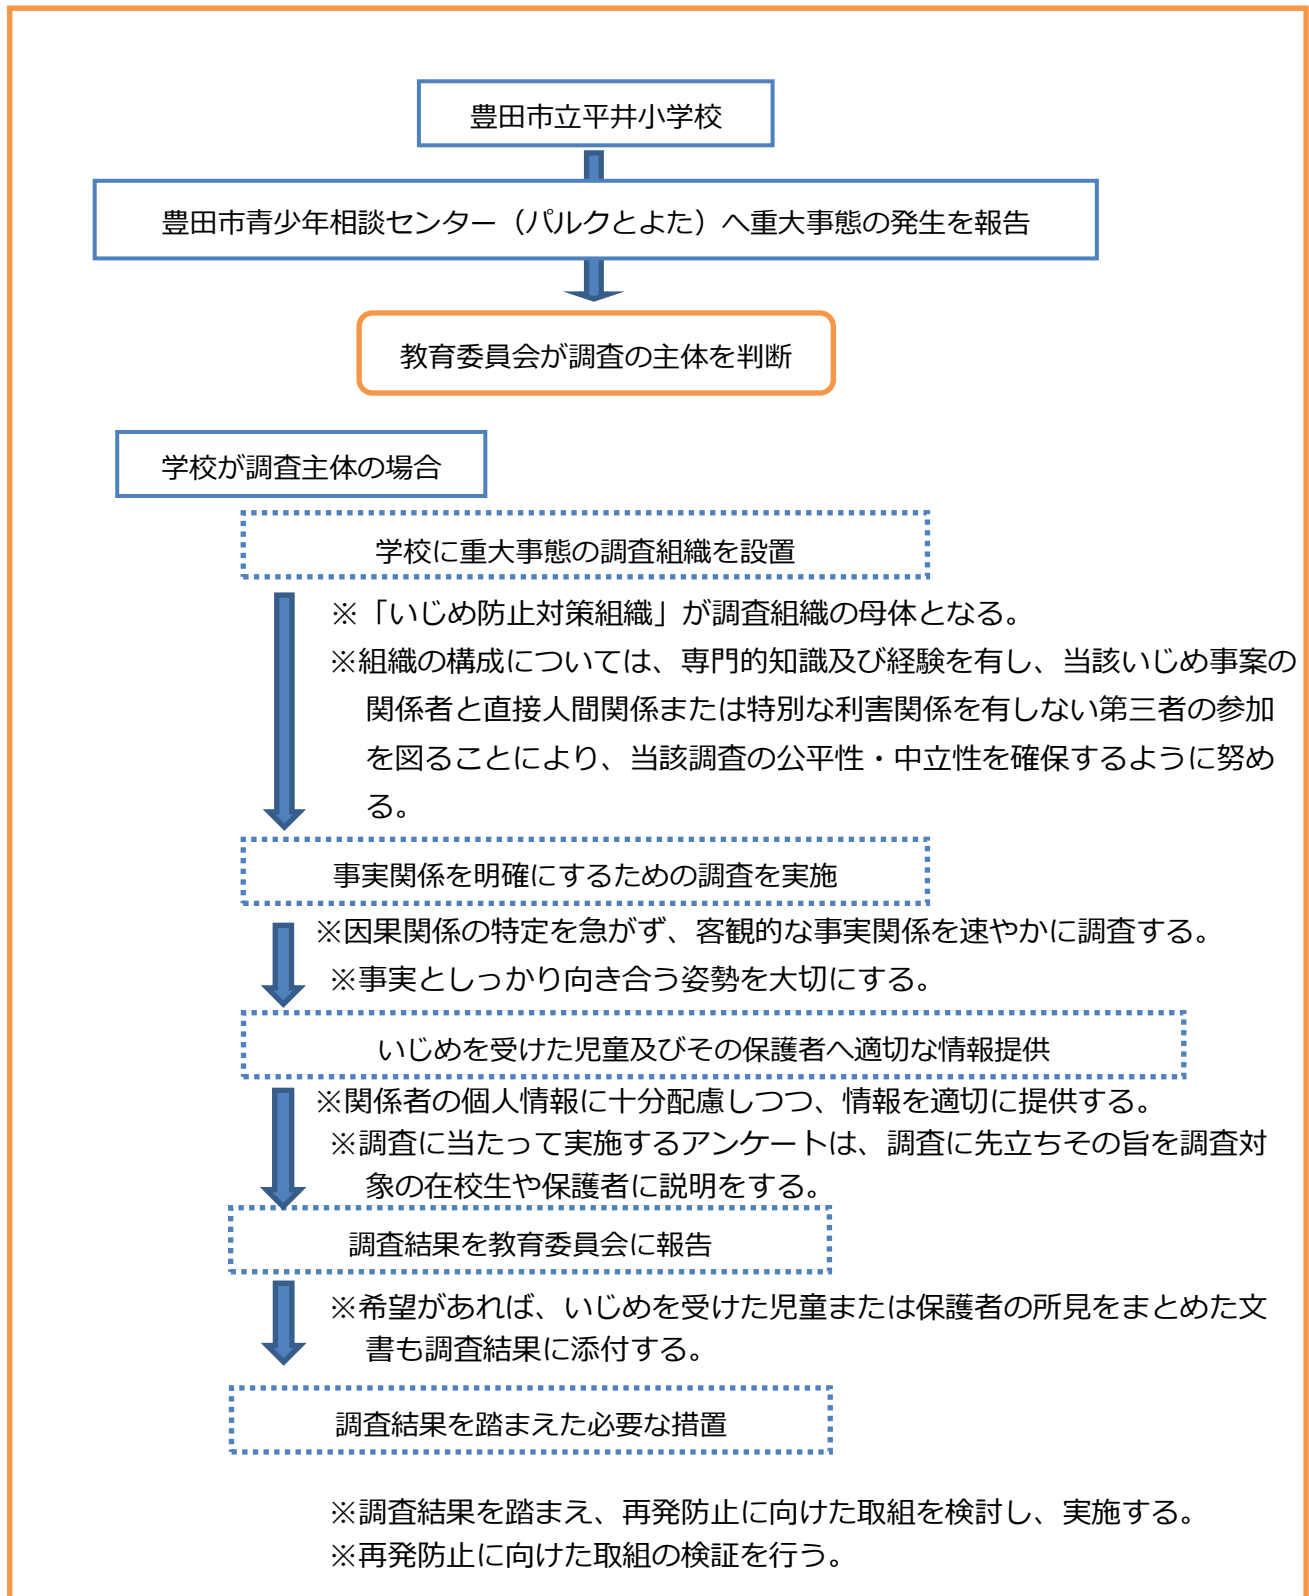 豊田市立平井小学校
豊田市青少年相談センター（パルクとよた）へ重大事態の発生を報告
教育委員会が調査の主体を判断
学校が調査主体の場合
学校に重大事態の調査組織を設置
※「いじめ防止対策組織」が調査組織の母体となる。
※組織の構成については、専門的知識及び経験を有し、当該いじめ事案の
関係者と直接人間関係または特別な利害関係を有しない第三者の参加
を図ることにより、当該調査の公平性・中立性を確保するように努め
る。
事実関係を明確にするための調査を実施
※因果関係の特定を急がず、客観的な事実関係を速やかに調査する。
※事実としっかり向き合う姿勢を大切にする。
いじめを受けた児童及びその保護者へ適切な情報提供
※関係者の個人情報に十分配慮しつつ、情報を適切に提供する。
※調査に当たって実施するアンケートは、調査に先立ちその旨を調査対
象の在校生や保護者に説明をする。
調査結果を教育委員会に報告
※希望があれば、いじめを受けた児童または保護者の所見をまとめた文
書も調査結果に添付する。
調査結果を踏まえた必要な措置
※調査結果を踏まえ、再発防止に向けた取組を検討し、実施する。
※再発防止に向けた取組の検証を行う。